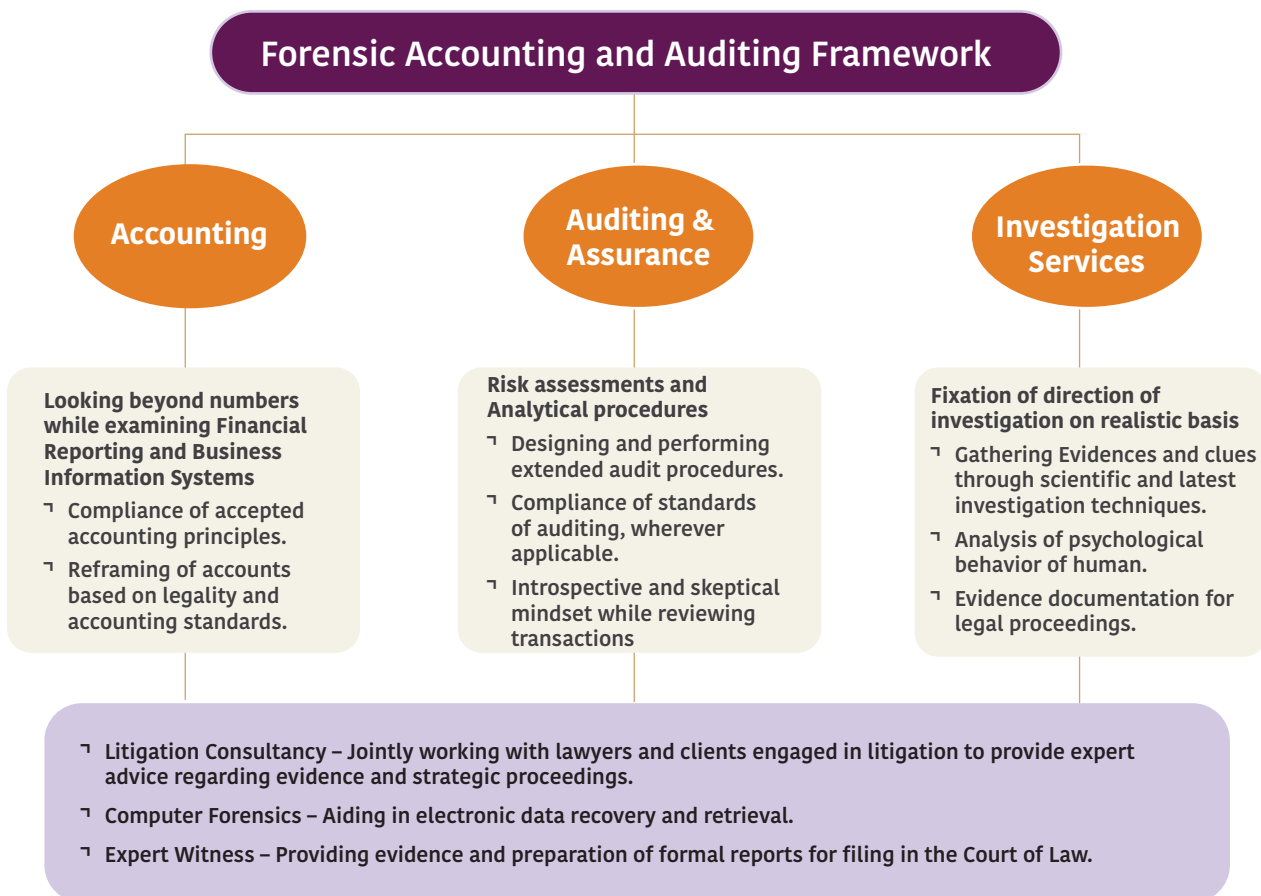 Forensic Accounting and Auditing Framework
Accounting
Auditing &
Assurance
Investigation
Services
Looking beyond numbers
while examining Financial
Reporting and Business
Information Systems
¬ Compliance of accepted
accounting principles.
¬ Reframing of accounts
based on legality and
accounting standards.
Risk assessments and
Analytical procedures
¬ Designing and performing
extended audit procedures.
¬ Compliance of standards
of auditing, wherever
applicable.
¬ Introspective and skeptical
mindset while reviewing
transactions
Fixation of direction of
investigation on realistic basis
¬ Gathering Evidences and clues
through scientific and latest
investigation techniques.
¬ Analysis of psychological
behavior of human.
¬ Evidence documentation for
legal proceedings.
¬ Litigation Consultancy – Jointly working with lawyers and clients engaged in litigation to provide expert
advice regarding evidence and strategic proceedings.
¬ Computer Forensics – Aiding in electronic data recovery and retrieval.
¬ Expert Witness – Providing evidence and preparation of formal reports for filing in the Court of Law.